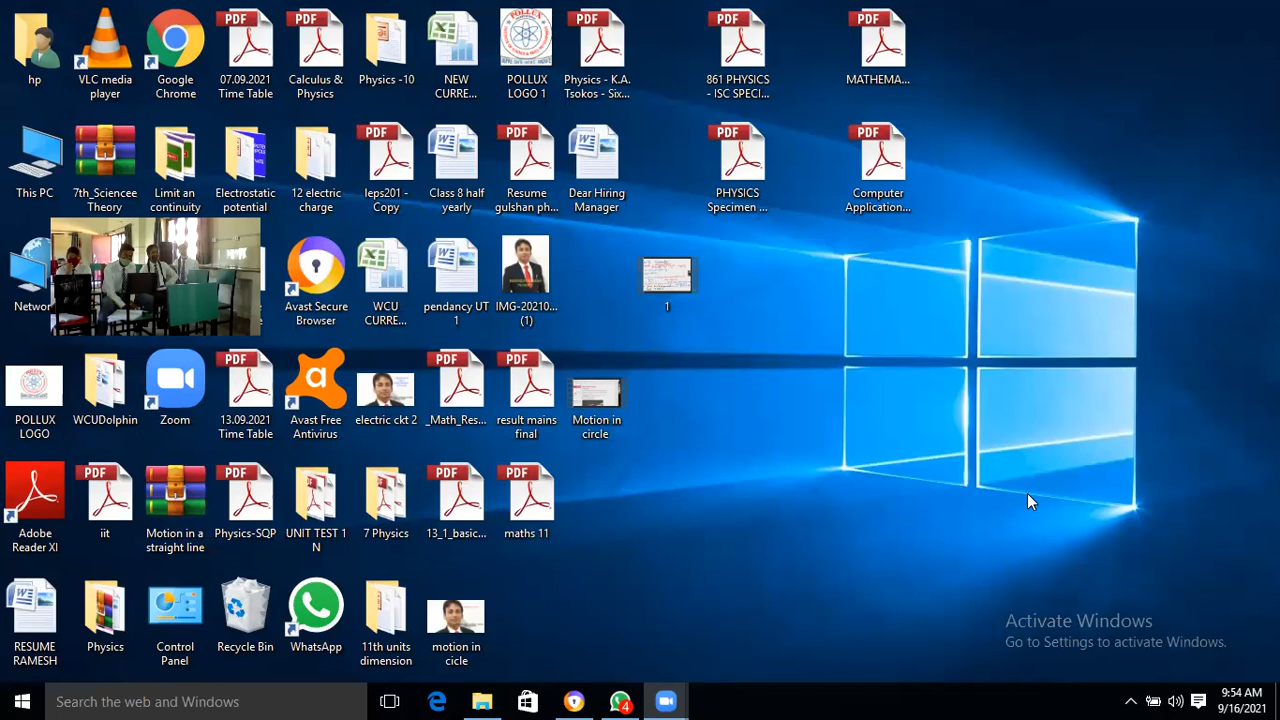 hp
VLC media
player
Google
Chrome
PDF
07.09.2021
Time Table
PDF
Calculus &
Physics
Physics -10
NEW
CURRE...
POLLUX
POLLUX
LOGO 1
PDF
Physics - K.A.
Tsokos - Six...
PDF
861 PHYSICS
- ISC SPECI...
PDF
MATHEMA...
This PC
7th_Sciencee
Theory
Limit an
continuity
Electrostatic
potential
12 electric
charge
PDF
leps201 -
Copy
Class 8 half
yearly
PDF
Resume
gulshan ph...
Dear Hiring
Manager
PDF
PHYSICS
Specimen ...
PDF
Computer
Application...
Networ
Avast Secure
Browser
WCU
CURRE...
pendancy UT
1
IMG-20210...
(1)
1
POLLUX
LOGO
WCUDolphin
Zoom
PDF
13.09.2021
Time Table
Avast Free
Antivirus
electric ckt 2
PDF
_Math_Res...
PDF
result mains
final
Motion in
circle
Adobe
Reader XI
PDF
iit
Motion in a
straight line
PDF
Physics-SQP
UNIT TEST 1
N
7 Physics
PDF
13_1_basic...
PDF
maths 11
RESUME
RAMESH
Physics
Control
Panel
Recycle Bin
WhatsApp
11th units
dimension
motion in
cicle
Activate Windows
Go to Settings to activate Windows.
Search the web and Windows
4
9:54 AM
9/16/2021